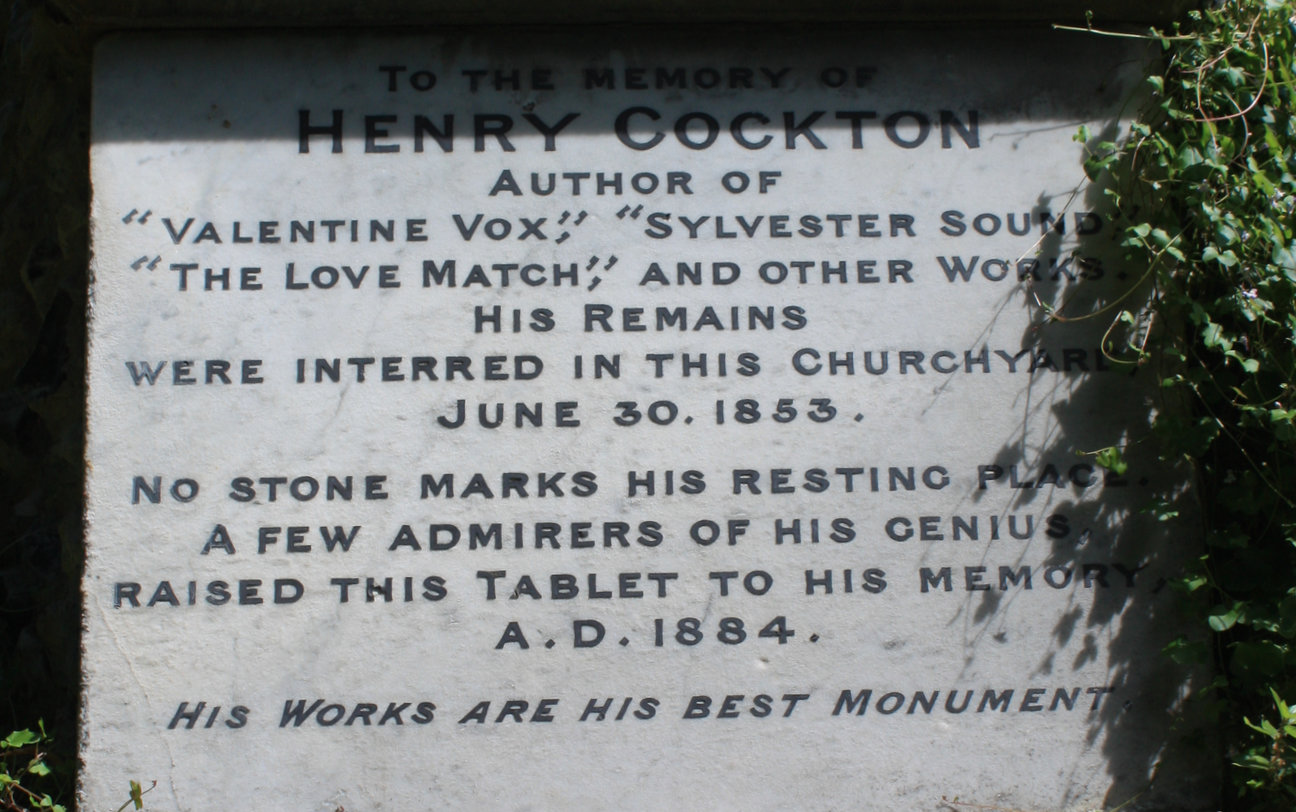 To the memory of
Henry Cockton
Author of
"Valentine Vox," "Sylvester Sound,"
"The Love Match," and other Works.
His Remains
were interred in this Churchyard,
June 30. 1853.
No stone marks his resting place.
A few admirers of his genius,
raised this Tablet to his memory,
A.D. 1884.
His Works are his best Monument.